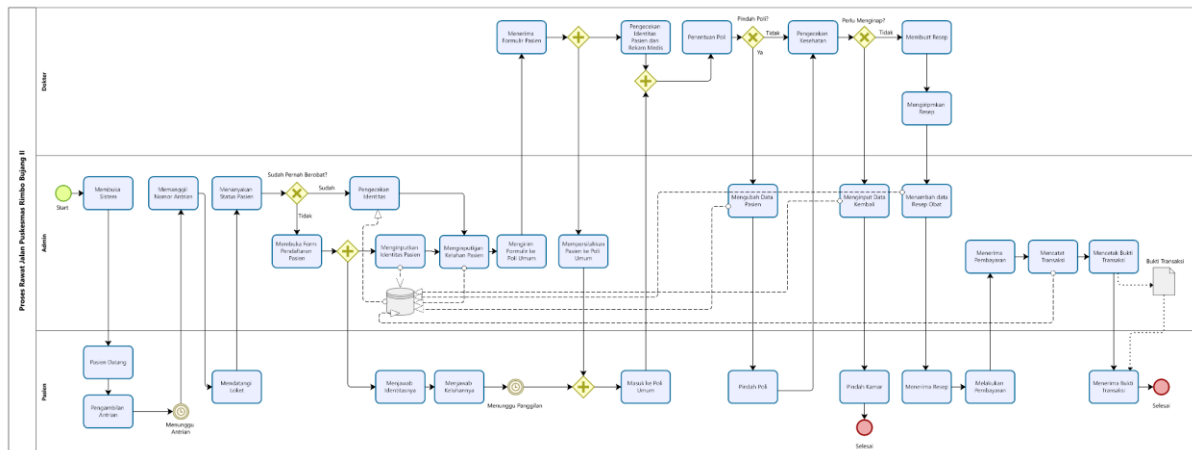 Proses Rawat Jalan Puskesmas Rimbo Bujang II
Dokter
Menerima
Formulir Pasien
Pengecekan
Identitas
Pasien dan
Rekam Medis
Penentuan Poli
Pindah Poli?
Tidak
Ya
Pengecekan
Kesehatan
Perlu Menginap?
Tidak
Membuat Resep
Mengiripmkan
Resep
Admin
Start
Membuka
Sistem
Memanggil
Nomor Antrian
Menanyakan
Status Pasien
Sudah Pernah Berobat?
Sudah
Tidak
Pengecekan
Identitas
Membuka Form
Pendaftaran
Pasien
Menginputkan
Identitas Pasien
Keluhan Pasien
Mengirim
Formulir ke
Poli Umum
Pasien ke Poli
Umum
Mengubah Data
Pasien
Menginput Data
Kembali
Menambah data
Resep Obat
Menerima
Pembayaran
Mencatat
Transaksi
Mencetak Bukti
Transaksi
Bukti Transaksi
Pasien
Pasien Datang
Pengambilan
Antrian
Menunggu
Antrian
Mendatangi
Loket
Menjawab
Identitasnya
Menjawab
Keluhannya
Menunggu Panggilan
Masuk ke Poli
Umum
Pindah Poli
Pindah Kamar
Selesai
Menerima Resep
Melakukan
Pembayaran
Menerima Bukti
Transaksi
Selesai